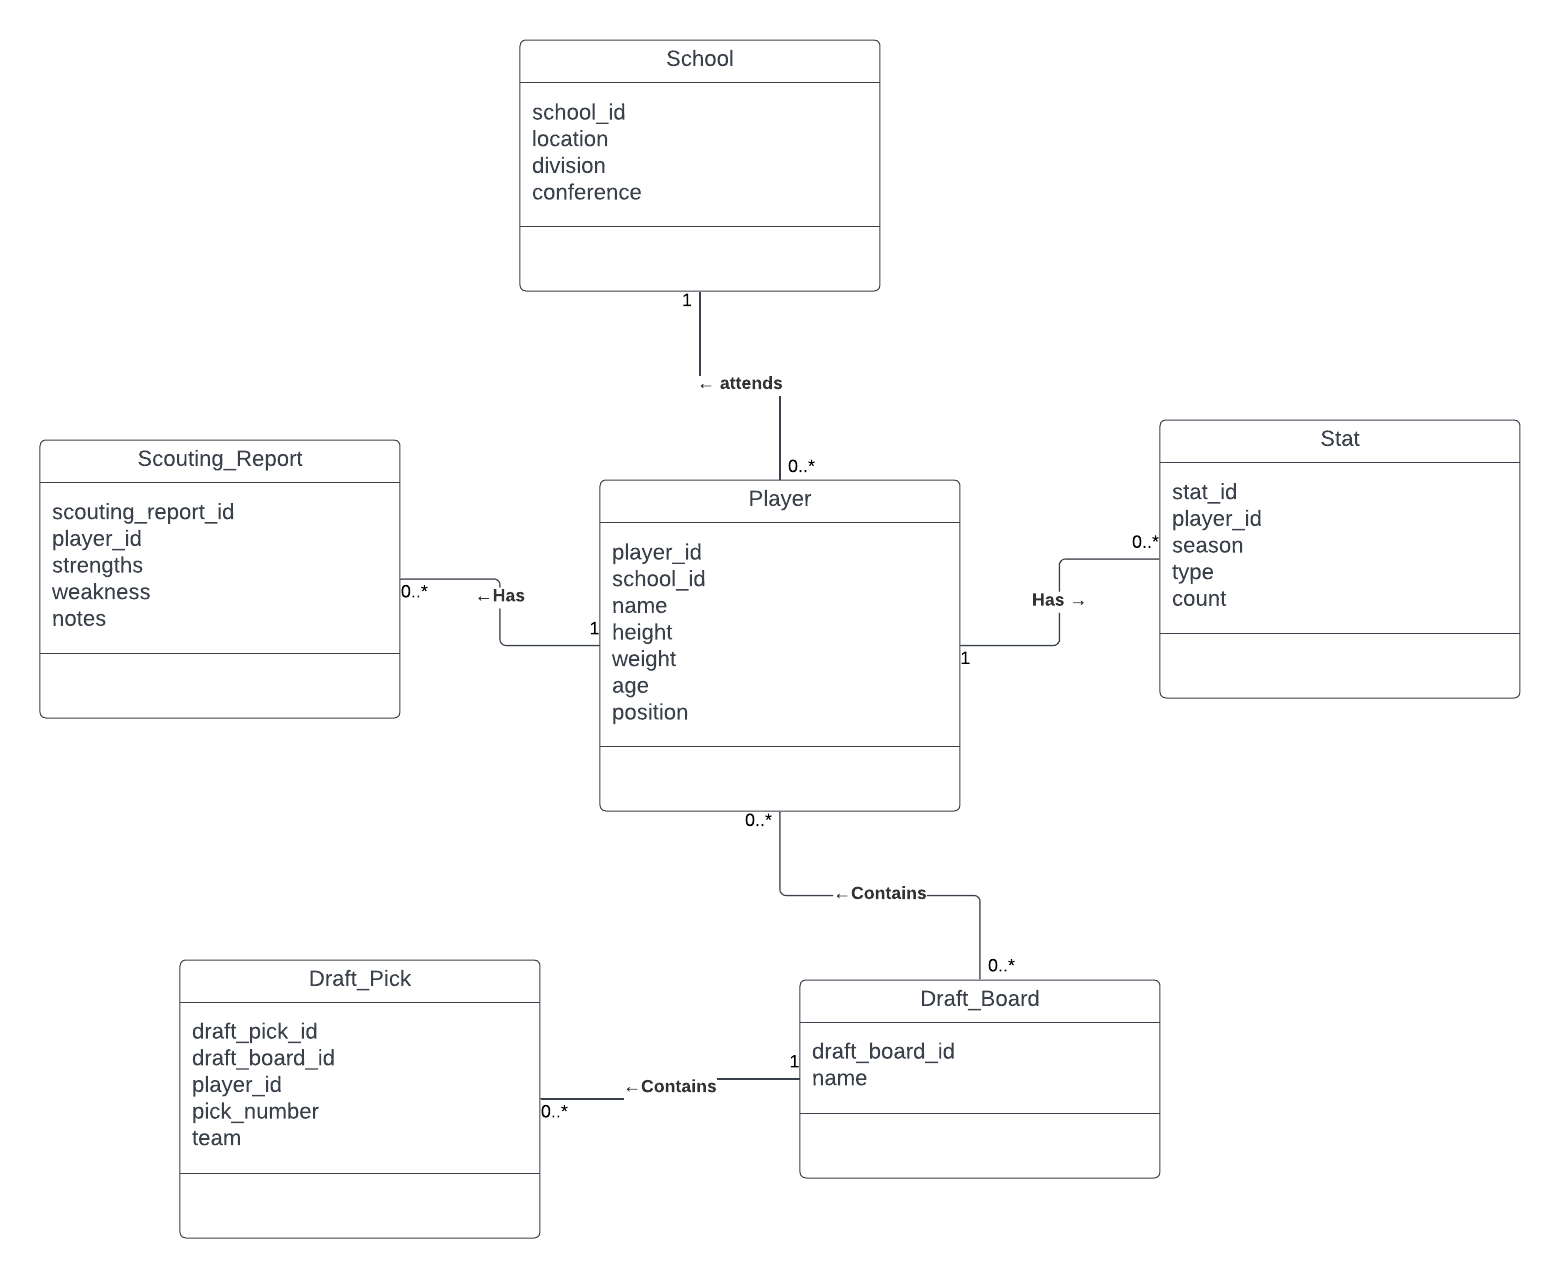 School
school_id
location
division
conference
1
← attends
0..*
Scouting_Report
scouting_report_id
player_id
strengths
weakness
notes
0..*
←Has
1
Player
player_id
school_id
name
height
weight
age
position
Stat
stat_id
player_id
season
type
count
0..*
Has →
1
0..*
←Contains
0..*
Draft_Pick
draft_pick_id
draft_board_id
player_id
pick_number
team
0..*
←Contains
1
Draft_Board
draft_board_id
name